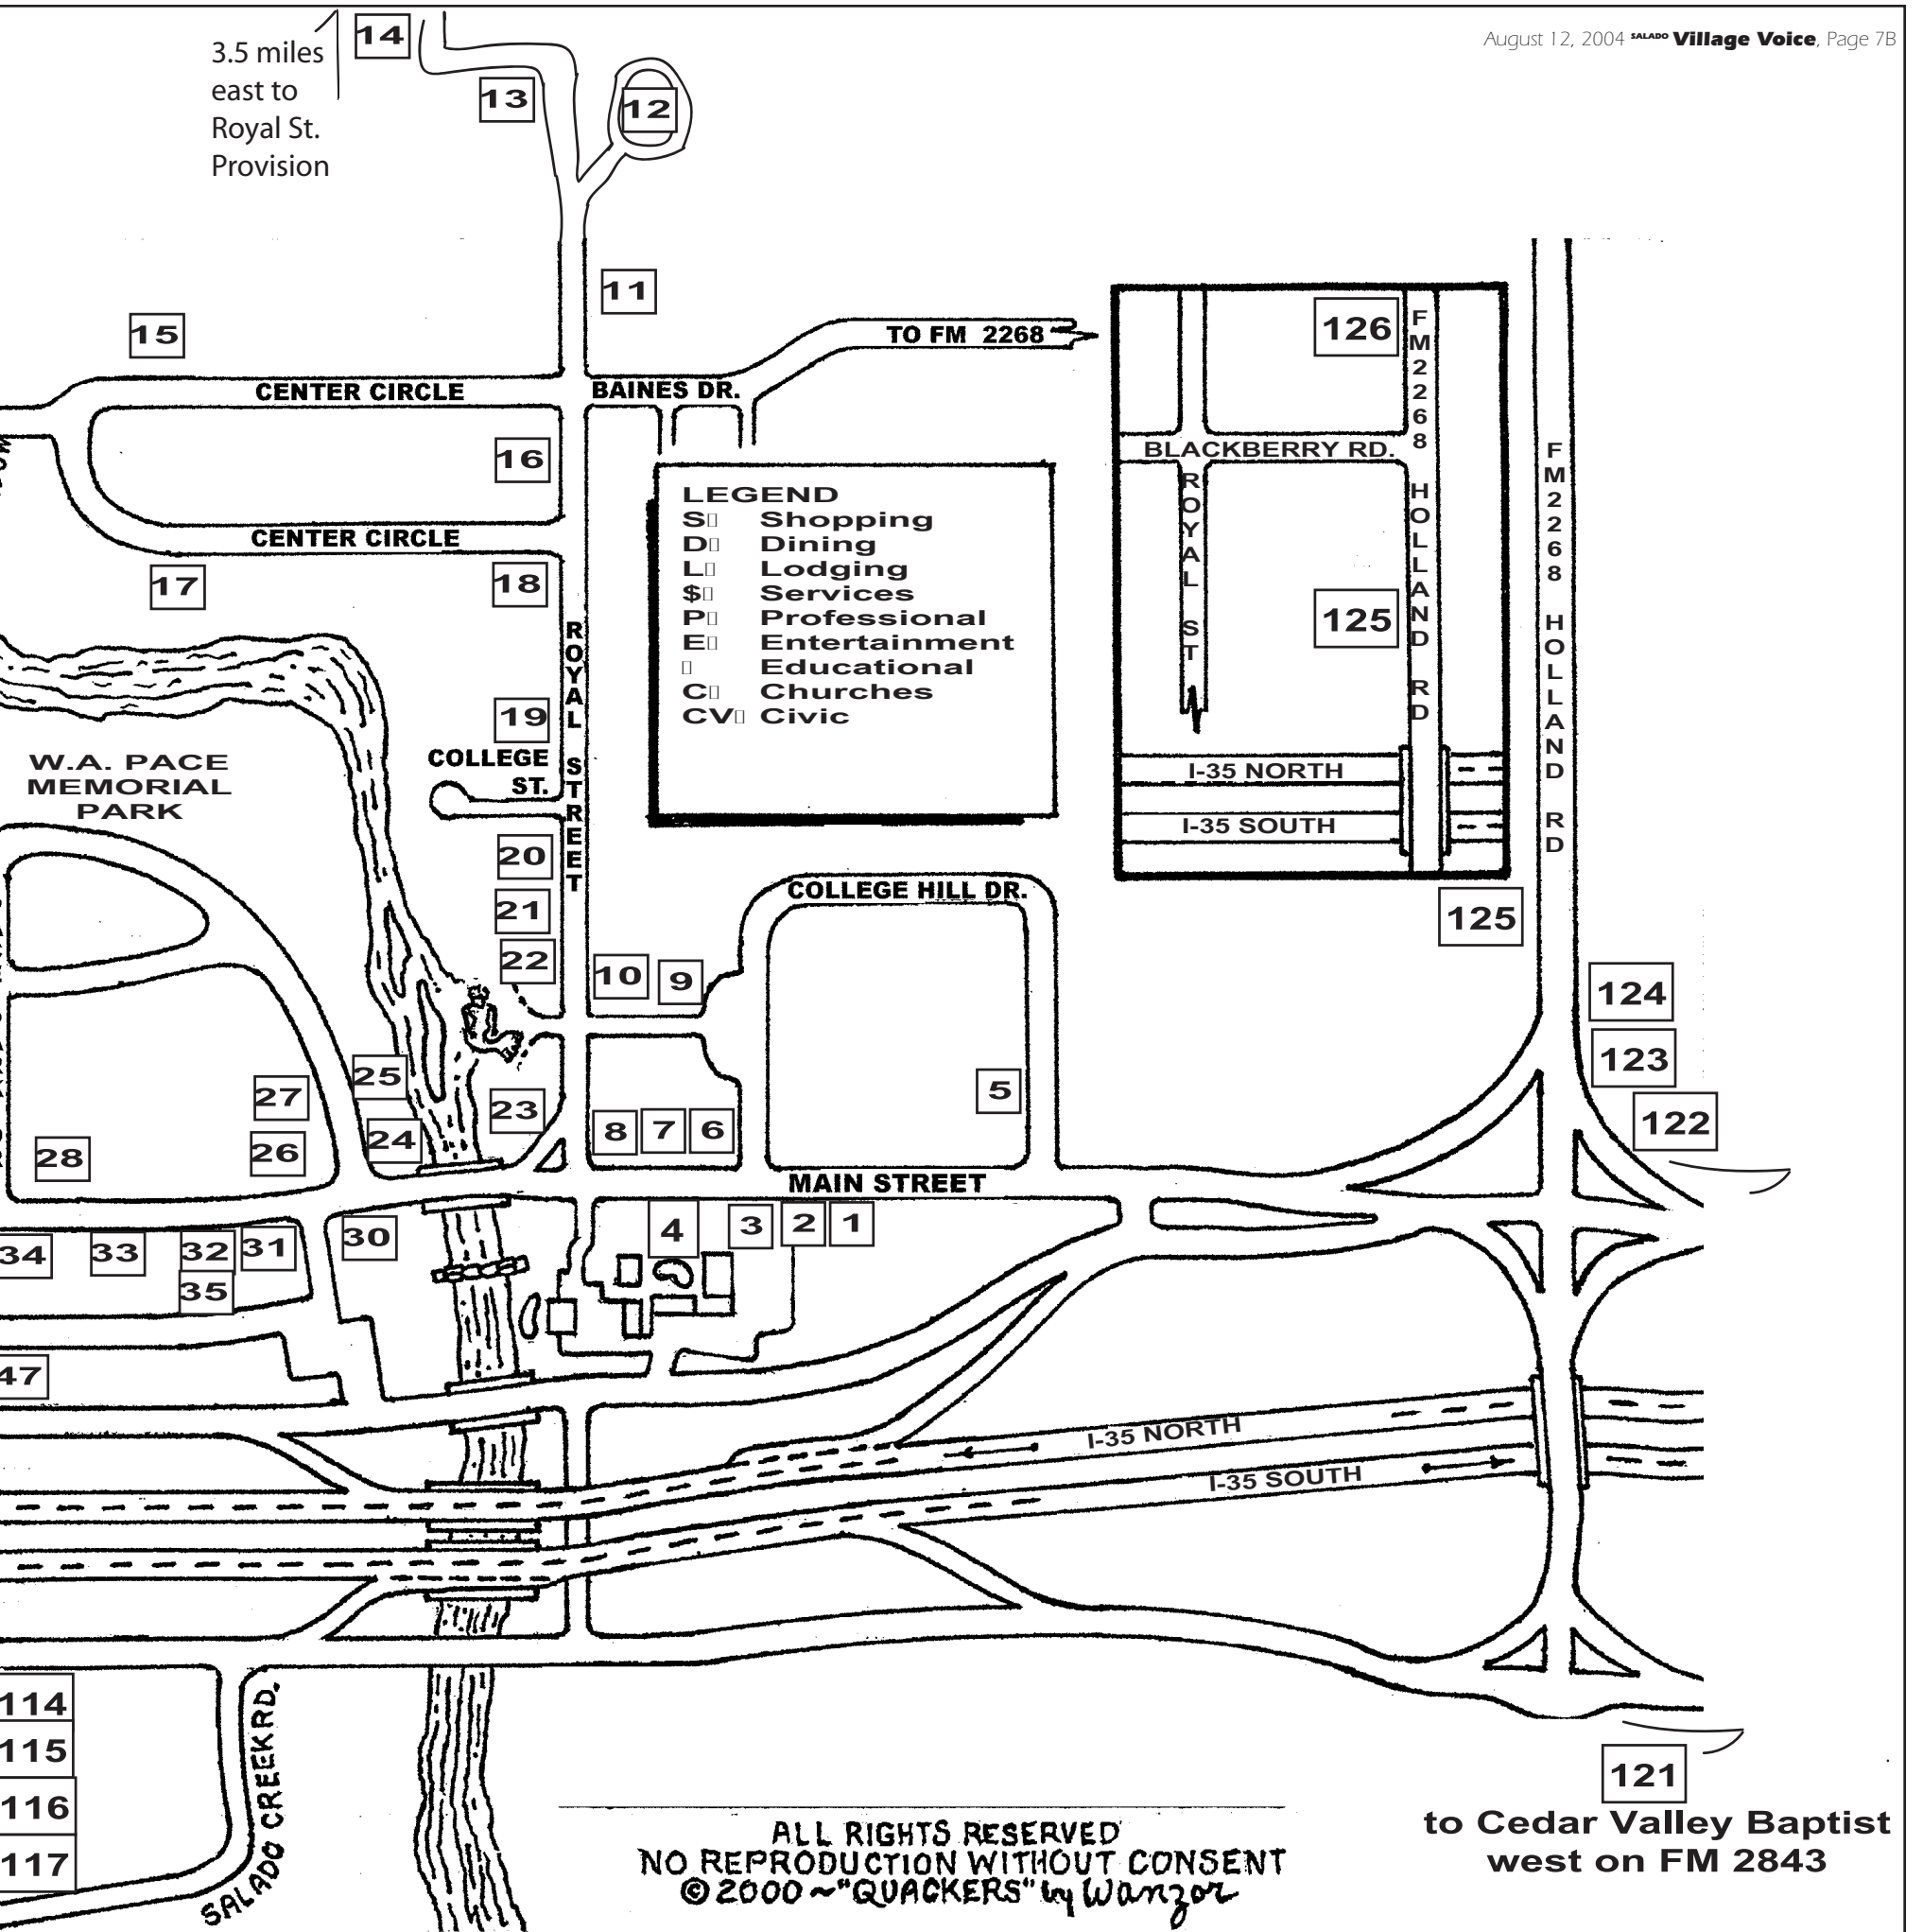 August 12, 2004 SALADO Village Voice, Page 7B
3.5 miles
east to
Royal St.
Provision
14
13
12
11
15
TO FM 2268
CENTER CIRCLE
BAINES DR.
16
CENTER CIRCLE
17
18
ROYAL STREET
19
COLLEGE
ST.
W.A. PACE
MEMORIAL
PARK
20
21
22
LEGEND
S Shopping
D Dining
L Lodging
$ Services
P Professional
E Entertainment
Educational
C Churches
CV Civic
126
FM2268 HOLLAND RD
BLACKBERRY RD.
ROYAL ST
125
I-35 NORTH
I-35 SOUTH
FM2268 HOLLAND RD
125
124
123
122
COLLEGE HILL DR.
10
9
5
8
7
6
23
25
24
27
26
28
MAIN STREET
4
3
2
1
30
31
32
33
34
35
47
I-35 NORTH
I-35 SOUTH
114
115
116
117
SALADO CREEK RD.
121
to Cedar Valley Baptist
west on FM 2843
ALL RIGHTS RESERVED
NO REPRODUCTION WITHOUT CONSENT
© 2000 ~ "QUACKERS" by Wanzor